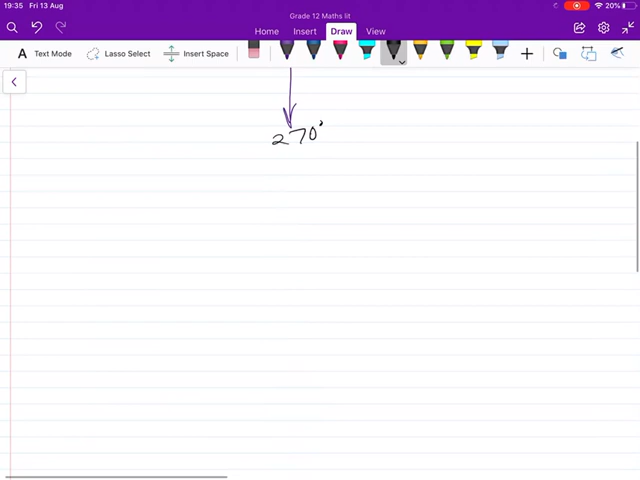 19:35 Fri 13 Aug
Grade 12 Maths lit
20%
Home Insert Draw View
A Text Mode Lasso Select Insert Space
270°